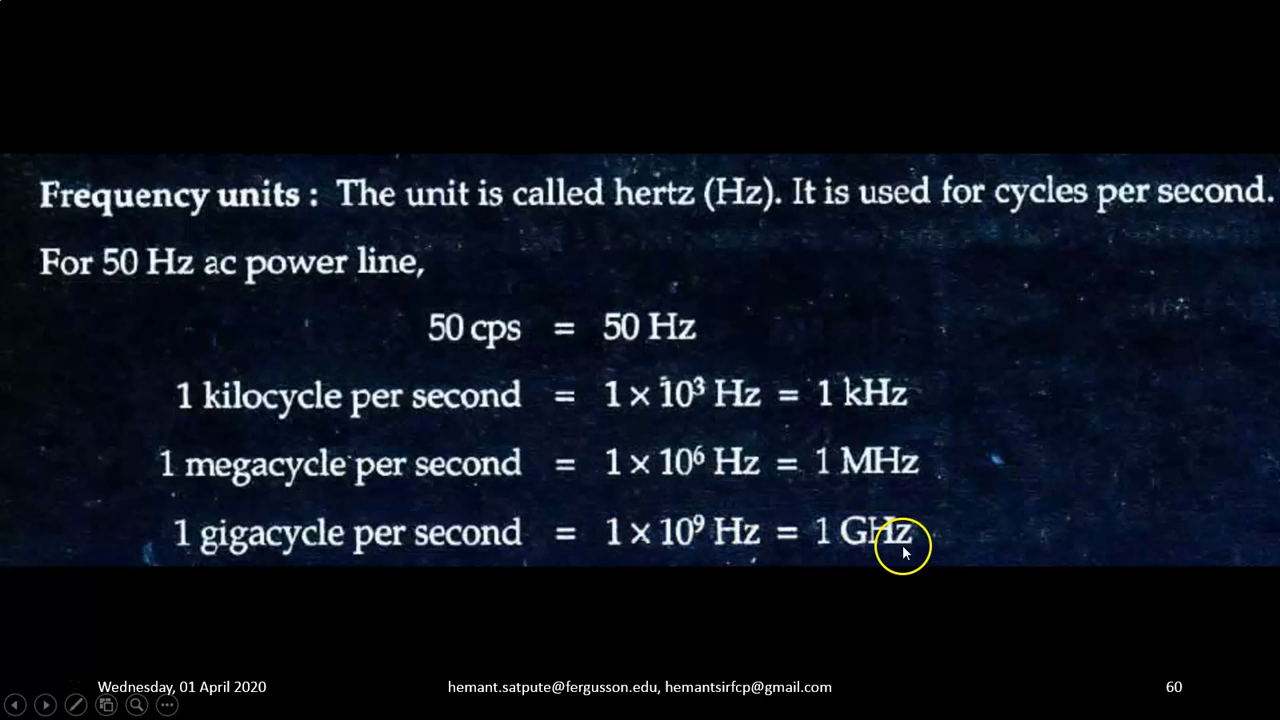 Frequency units : The unit is called hertz (Hz). It is used for cycles per second.
For 50 Hz ac power line,
50 cps = 50 Hz
1 kilocycle per second = 1 × 10³ Hz = 1 kHz
1 megacycle per second = 1 × 10⁶ Hz = 1 MHz
1 gigacycle per second = 1 × 10⁹ Hz = 1 GHz
Wednesday, 01 April 2020 hemant.satpute@fergusson.edu, hemantsirfcp@gmail.com 60